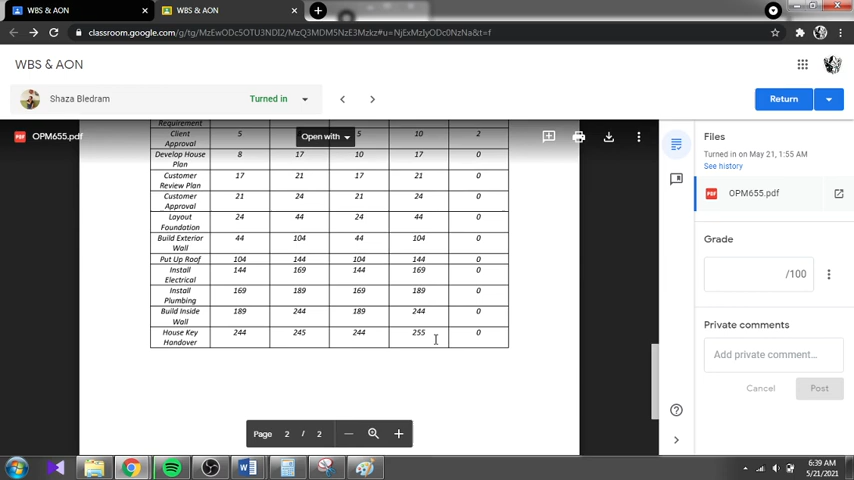 WBS & AON
WBS & AON
classroom.google.com/g/tg/MzEwODc5OTU3NDI2/MzQ3MDM5NzE3Mzkz#u=NjExMzIyODc0NzNa&t=f
WBS & AON
Shaza Bledram
Turned in
Return
OPM655.pdf
Open with
Requirement
Client Approval 5 5 10 2
Develop House Plan 8 17 10 17 0
Customer Review Plan 17 21 17 21 0
Customer Approval 21 24 21 24 0
Layout Foundation 24 44 24 44 0
Build Exterior Wall 44 104 44 104 0
Put Up Roof 104 144 104 144 0
Install Electrical 144 169 144 169 0
Install Plumbing 169 189 169 189 0
Build Inside Wall 189 244 189 244 0
House Key Handover 244 245 244 255 0
Page 2 / 2
Files
Turned in on May 21, 1:55 AM
See history
OPM655.pdf
Grade
/100
Private comments
Add private comment...
Cancel
Post
6:39 AM
5/21/2021